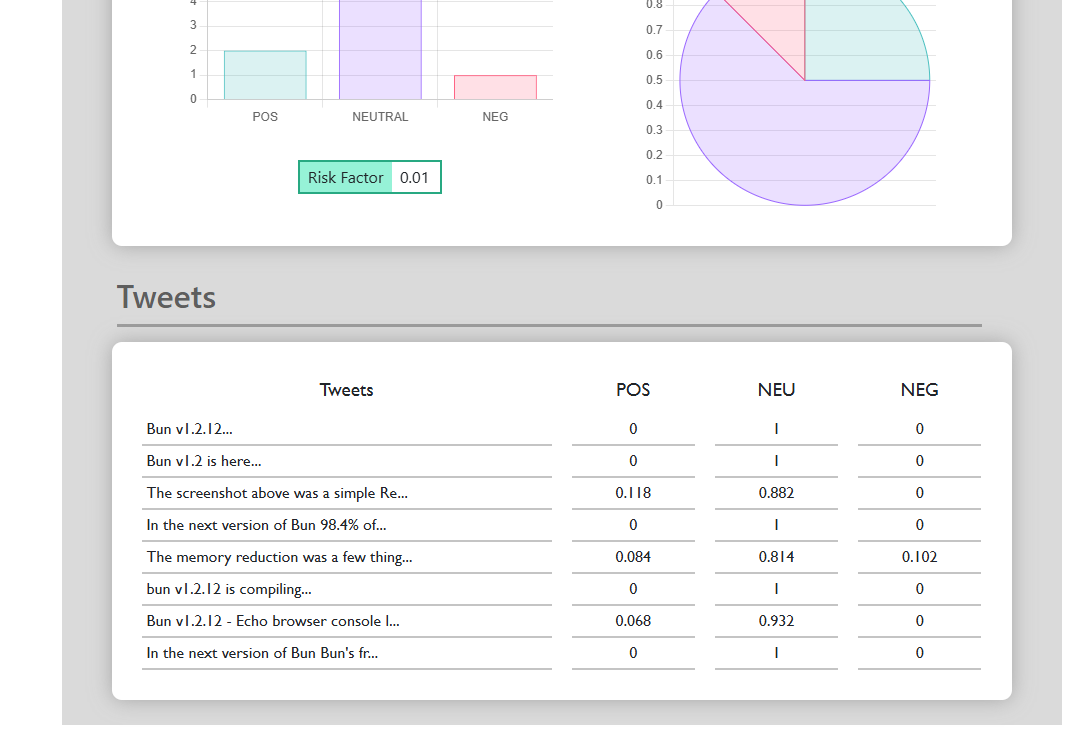 4
3
2
1
0
POS NEUTRAL NEG
0.8
0.7
0.6
0.5
0.4
0.3
0.2
0.1
0
Risk Factor 0.01
Tweets
Tweets POS NEU NEG
Bun v1.2.12... 0 1 0
Bun v1.2 is here... 0 1 0
The screenshot above was a simple Re... 0.118 0.882 0
In the next version of Bun 98.4% of... 0 1 0
The memory reduction was a few thing... 0.084 0.814 0.102
bun v1.2.12 is compiling... 0 1 0
Bun v1.2.12 - Echo browser console l... 0.068 0.932 0
In the next version of Bun Bun's fr... 0 1 0